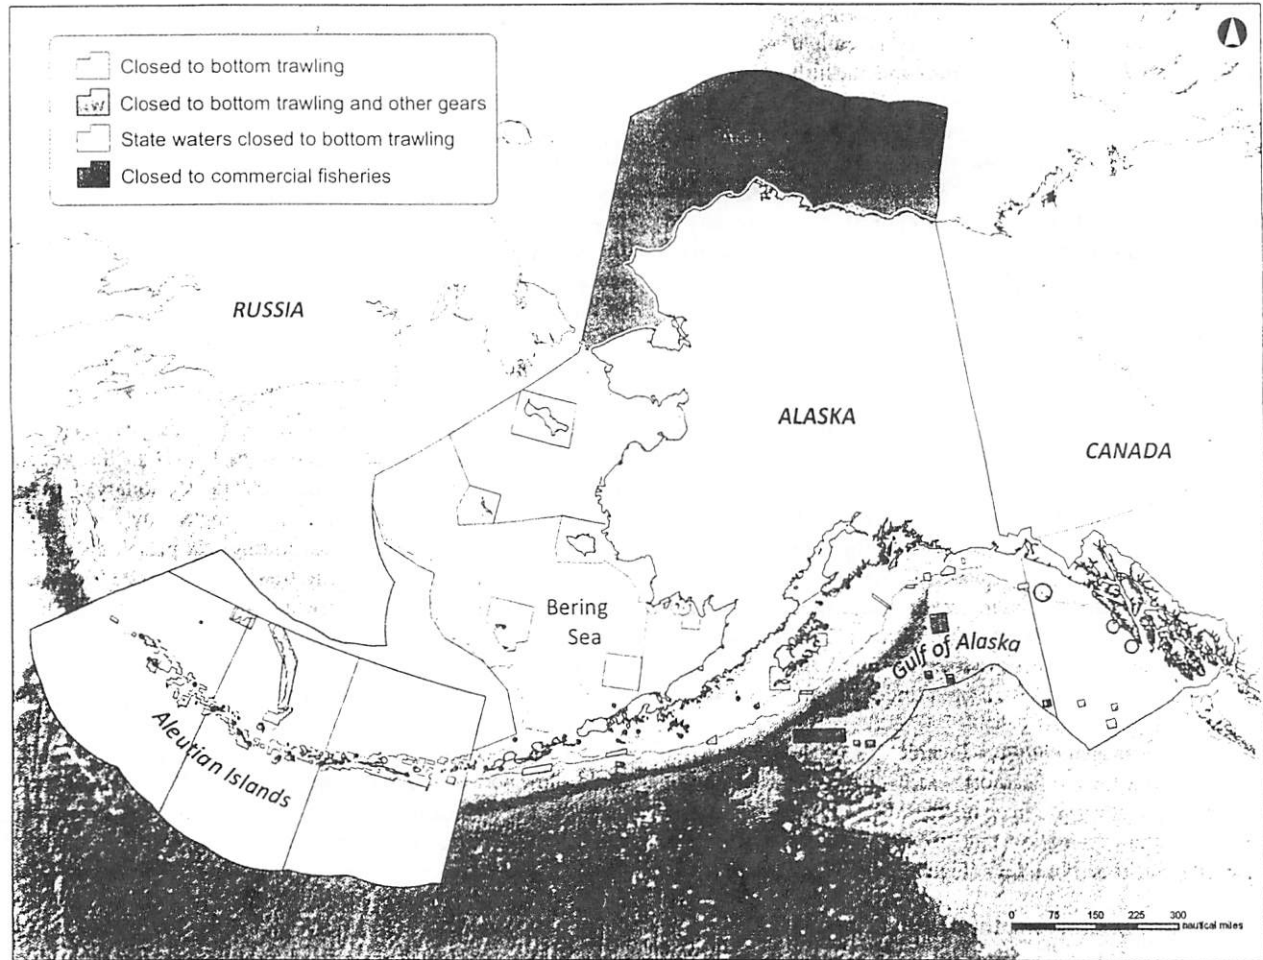 Closed to bottom trawling
Closed to bottom trawling and other gears
State waters closed to bottom trawling
Closed to commercial fisheries
RUSSIA
ALASKA
CANADA
Bering
Sea
Gulf of Alaska
Aleutian Islands
0 75 150 225 300
nautical miles